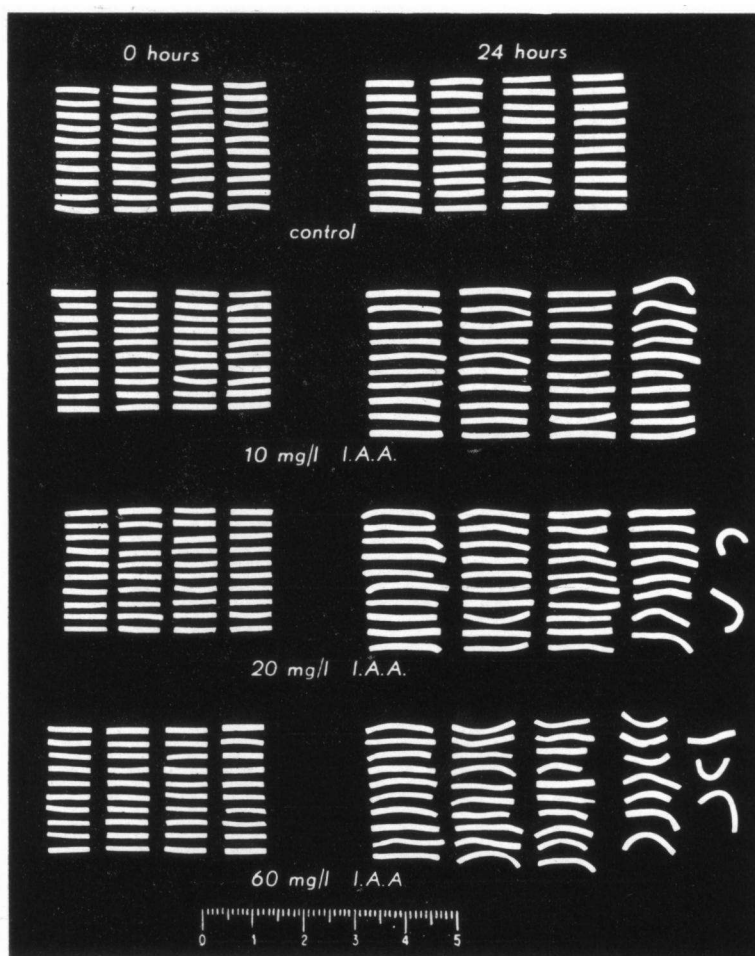 0 hours 24 hours
control
10 mg/l I.A.A.
20 mg/l I.A.A.
60 mg/l I.A.A
0 1 2 3 4 5